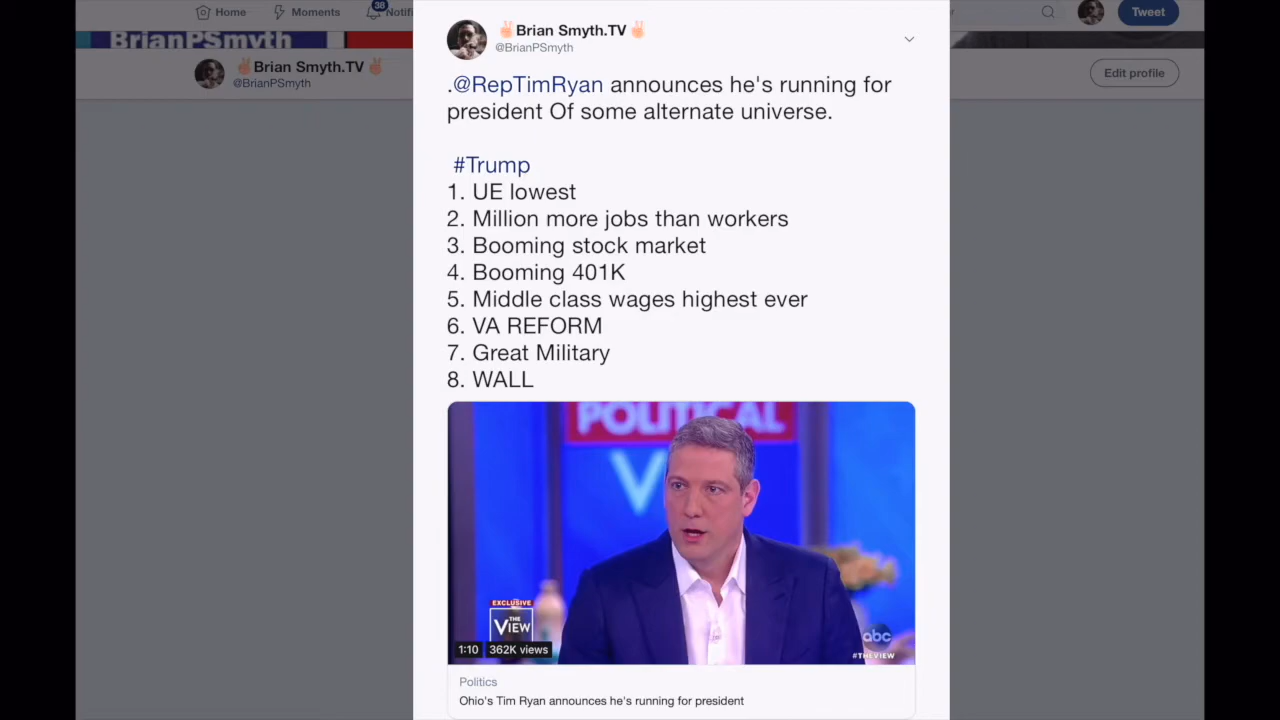 Home
Moments
38
Notifi
Tweet
BrianPSmyth
✌🏻Brian Smyth.TV✌🏻
@BrianPSmyth
Edit profile
✌🏻Brian Smyth.TV✌🏻
@BrianPSmyth
.@RepTimRyan announces he's running for
president Of some alternate universe.
#Trump
1. UE lowest
2. Million more jobs than workers
3. Booming stock market
4. Booming 401K
5. Middle class wages highest ever
6. VA REFORM
7. Great Military
8. WALL
POLITICAL
V
EXCLUSIVE
THE
VIEW
1:10 362K views
abc
#THEVIEW
Politics
Ohio's Tim Ryan announces he's running for president